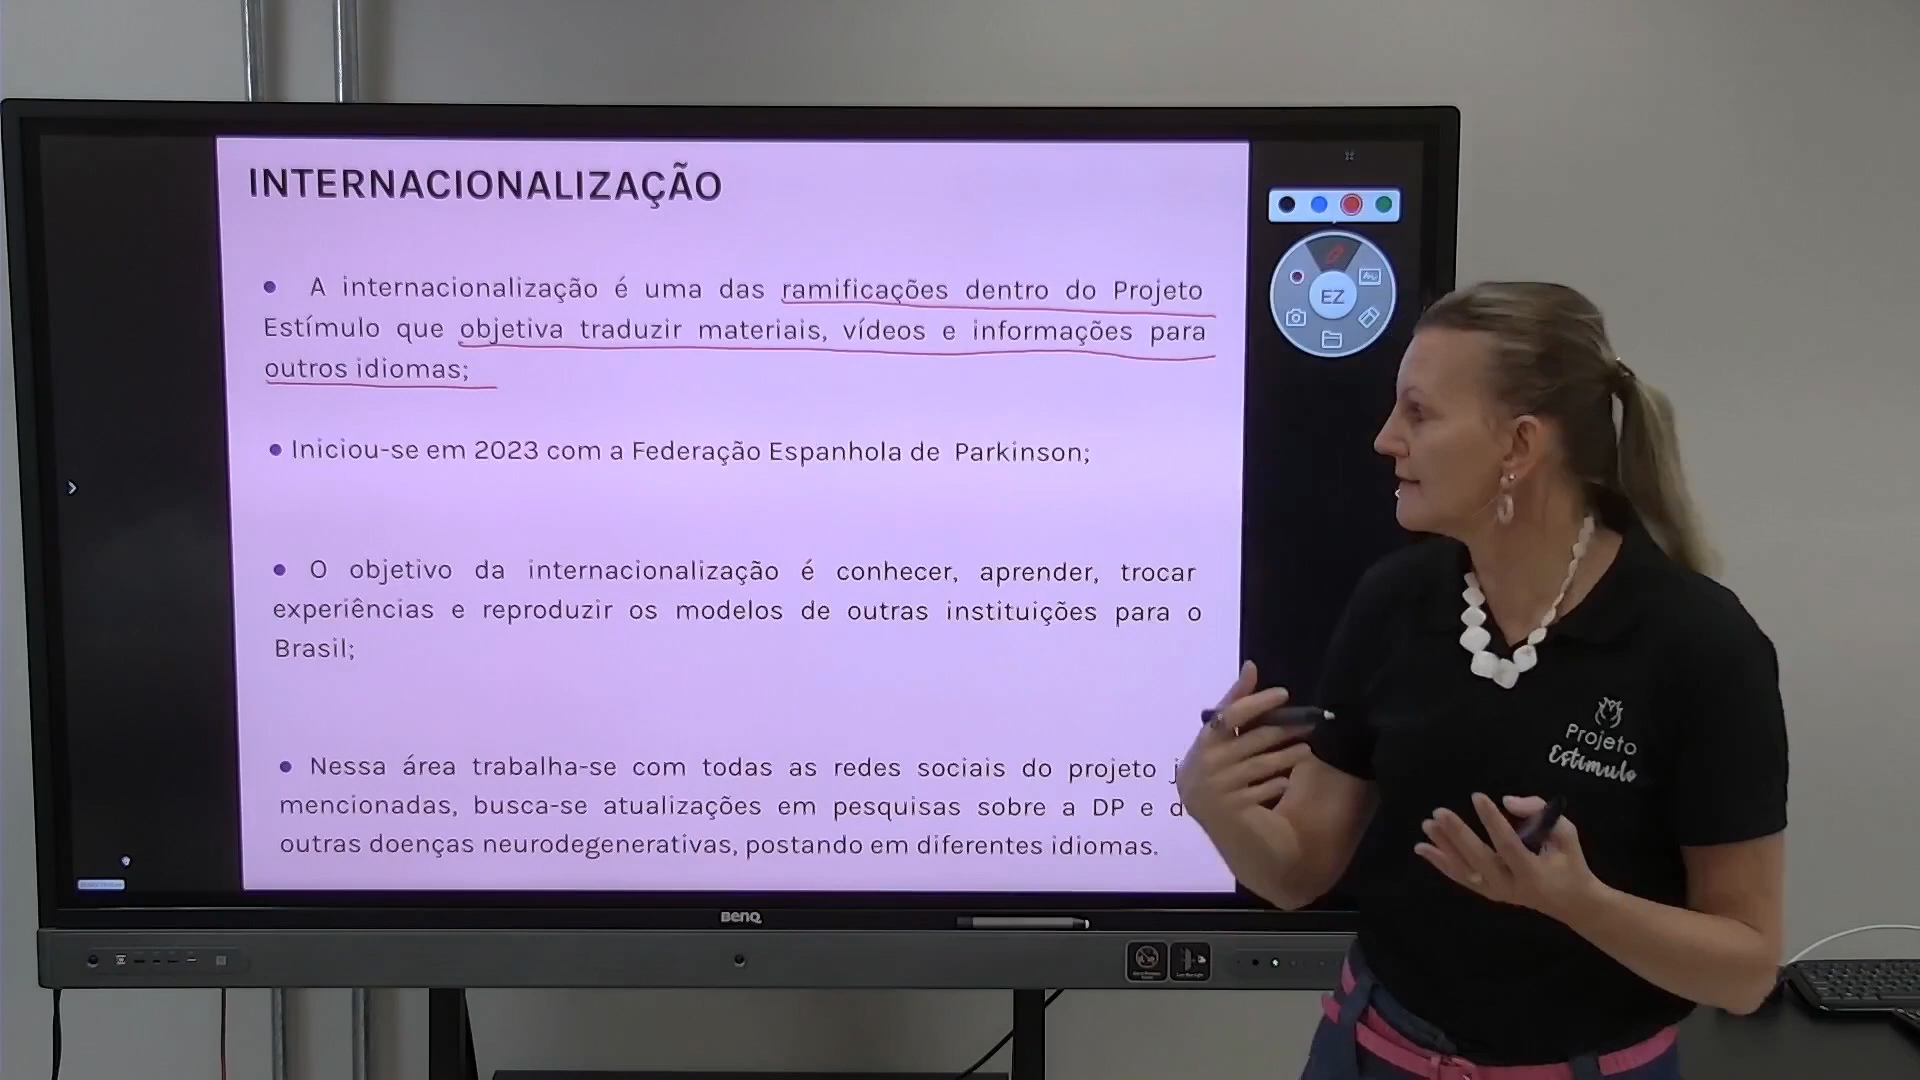 INTERNACIONALIZAÇÃO
● A internacionalização é uma das ramificações dentro do Projeto
Estímulo que objetiva traduzir materiais, vídeos e informações para
outros idiomas;
● Iniciou-se em 2023 com a Federação Espanhola de Parkinson;
● O objetivo da internacionalização é conhecer, aprender, trocar
experiências e reproduzir os modelos de outras instituições para o
Brasil;
● Nessa área trabalha-se com todas as redes sociais do projeto
mencionadas, busca-se atualizações em pesquisas sobre a DP e
outras doenças neurodegenerativas, postando em diferentes idiomas.
EZ
BenQ
Projeto
Estímulo